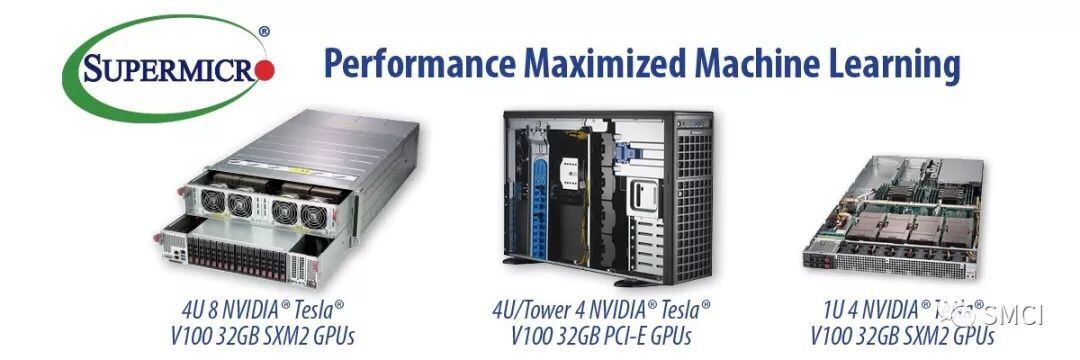 SUPERMICR®
Performance Maximized Machine Learning
4U 8 NVIDIA® Tesla®
V100 32GB SXM2 GPUs
4U/Tower 4 NVIDIA® Tesla®
V100 32GB PCI-E GPUs
1U 4 NVIDIA® Tesla®
V100 32GB SXM2 GPUs
SMCI